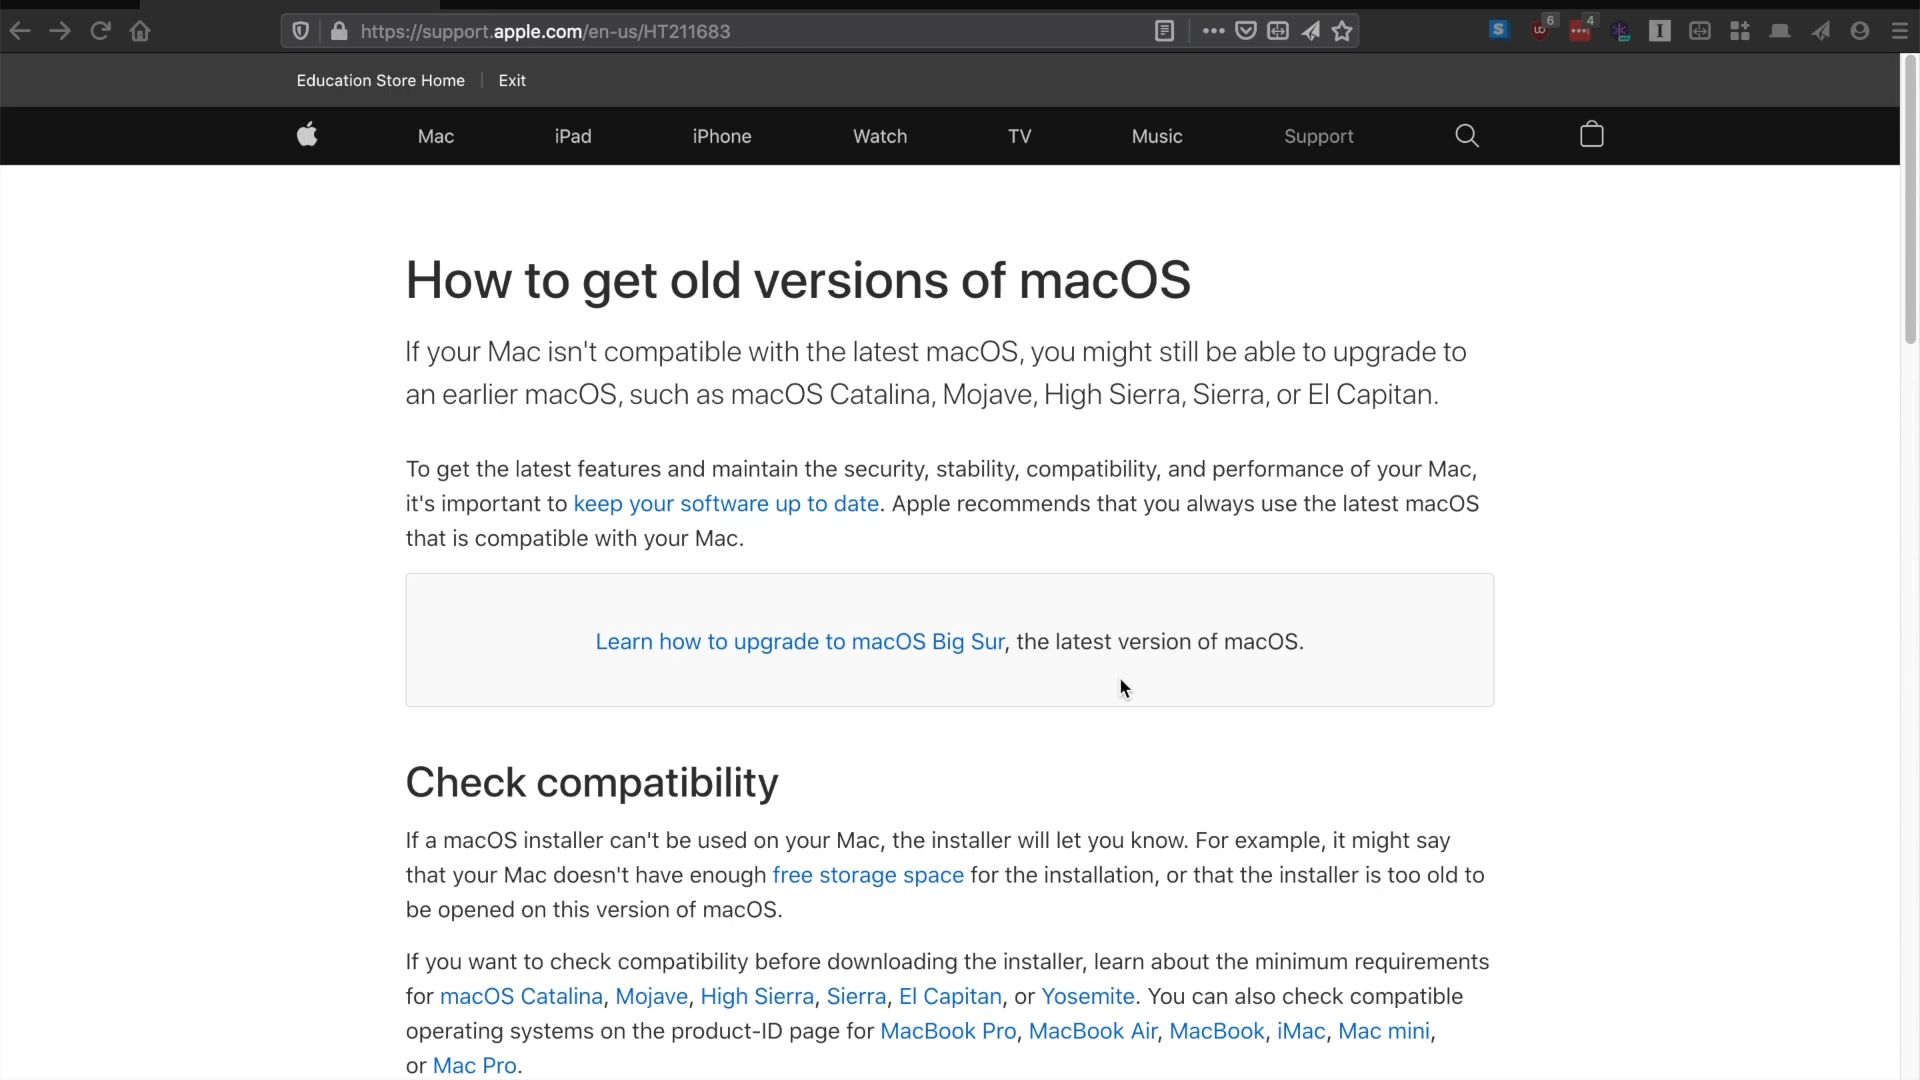 https://support.apple.com/en-us/HT211683
S
6
4
Education Store Home
Exit
Mac
iPad
iPhone
Watch
TV
Music
Support
How to get old versions of macOS
If your Mac isn't compatible with the latest macOS, you might still be able to upgrade to
an earlier macOS, such as macOS Catalina, Mojave, High Sierra, Sierra, or El Capitan.
To get the latest features and maintain the security, stability, compatibility, and performance of your Mac,
it's important to keep your software up to date. Apple recommends that you always use the latest macOS
that is compatible with your Mac.
Learn how to upgrade to macOS Big Sur, the latest version of macOS.
Check compatibility
If a macOS installer can't be used on your Mac, the installer will let you know. For example, it might say
that your Mac doesn't have enough free storage space for the installation, or that the installer is too old to
be opened on this version of macOS.
If you want to check compatibility before downloading the installer, learn about the minimum requirements
for macOS Catalina, Mojave, High Sierra, Sierra, El Capitan, or Yosemite. You can also check compatible
operating systems on the product-ID page for MacBook Pro, MacBook Air, MacBook, iMac, Mac mini,
or Mac Pro.